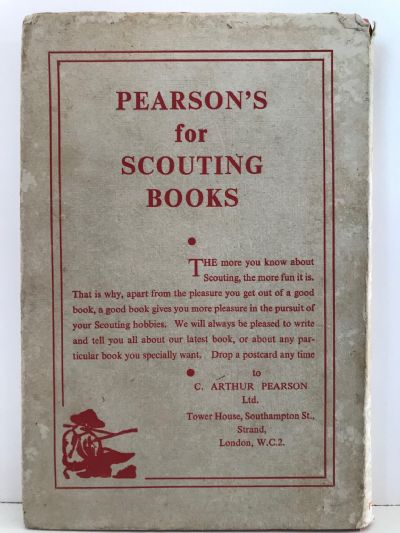 PEARSON'S
for
SCOUTING
BOOKS
THE more you know about
Scouting, the more fun it is.
That is why, apart from the pleasure you get out of a good
book, a good book gives you more pleasure in the pursuit of
your Scouting hobbies. We will always be pleased to write
and tell you all about our latest book, or about any par-
ticular book you specially want. Drop a postcard any time
to
C. ARTHUR PEARSON
Ltd.
Tower House, Southampton St.,
Strand,
London, W.C.2.